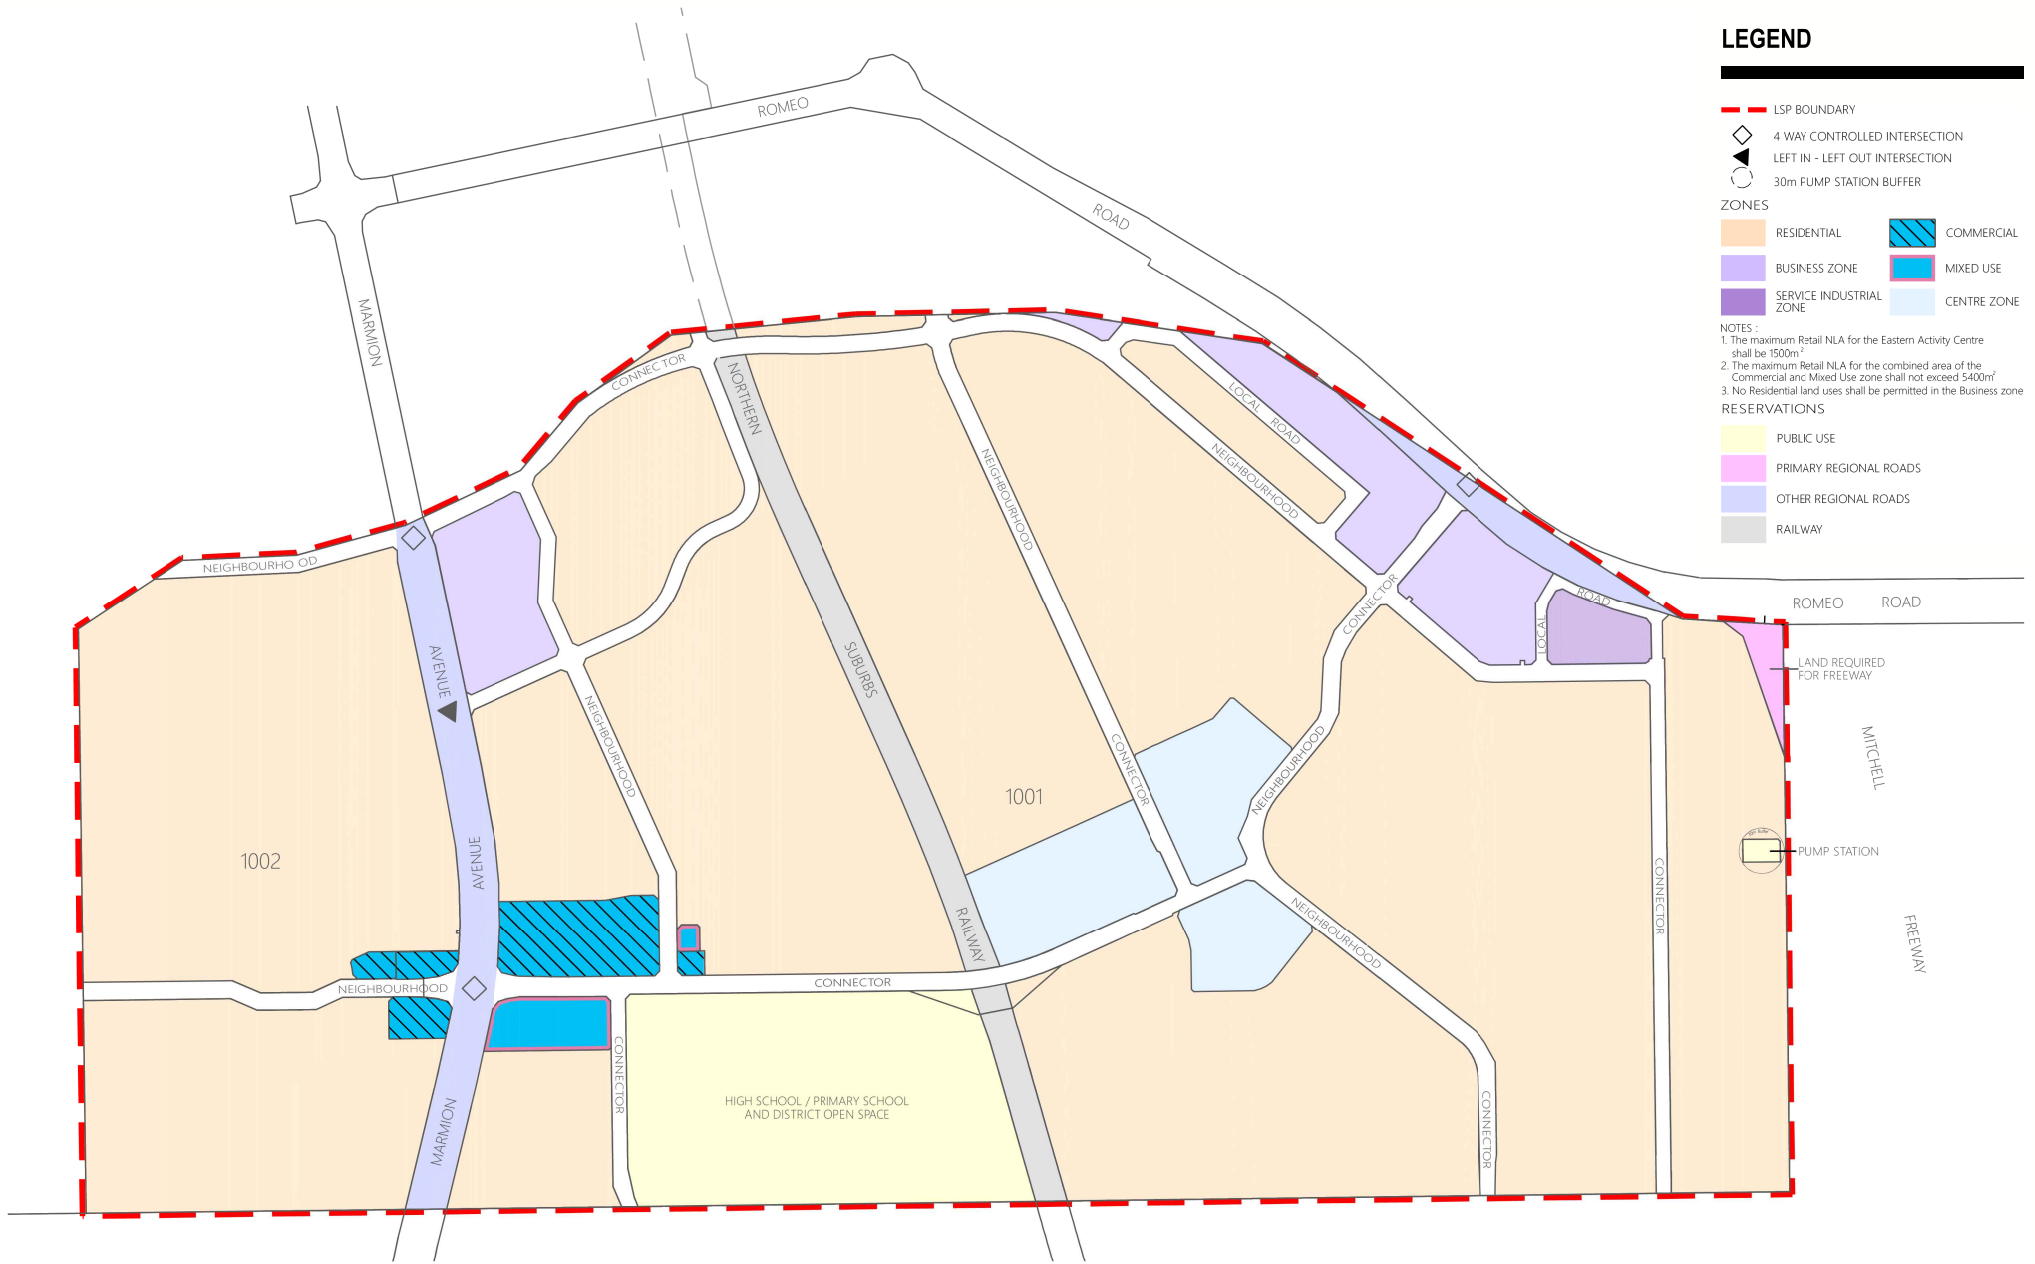 LEGEND
LSP BOUNDARY
4 WAY CONTROLLED INTERSECTION
LEFT IN - LEFT OUT INTERSECTION
30m FUMP STATION BUFFER
ZONES
RESIDENTIAL
COMMERCIAL
BUSINESS ZONE
MIXED USE
SERVICE INDUSTRIAL
ZONE
CENTRE ZONE
NOTES :
1. The maximum Retail NLA for the Eastern Activity Centre
shall be 1500m²
2. The maximum Retail NLA for the combined area of the
Commercial anc Mixed Use zone shall not exceed 5400m²
3. No Residential land uses shall be permitted in the Business zone
RESERVATIONS
PUBLIC USE
PRIMARY REGIONAL ROADS
OTHER REGIONAL ROADS
RAILWAY
ROMEO
ROAD
MARMION
CONNECTOR
NORTHERN
LOCAL ROAD
NEIGHBOURHOOD
NEIGHBOURHOOD
NEIGHBOURHO OD
CONNECTOR
ROAD
LOCAL
ROMEO ROAD
AVENUE
SUBURBS
NEIGHBOURHOOD
CONNECTOR
NEIGHBOURHOOD
LAND REQUIRED
FOR FREEWAY
MITCHELL
1001
1002
AVENUE
30m Buffer
PUMP STATION
CONNECTOR
NEIGHBOURHOOD
RAILWAY
FREEWAY
NEIGHBOURHOOD
CONNECTOR
CONNECTOR
HIGH SCHOOL / PRIMARY SCHOOL
AND DISTRICT OPEN SPACE
MARMION
CONNECTOR